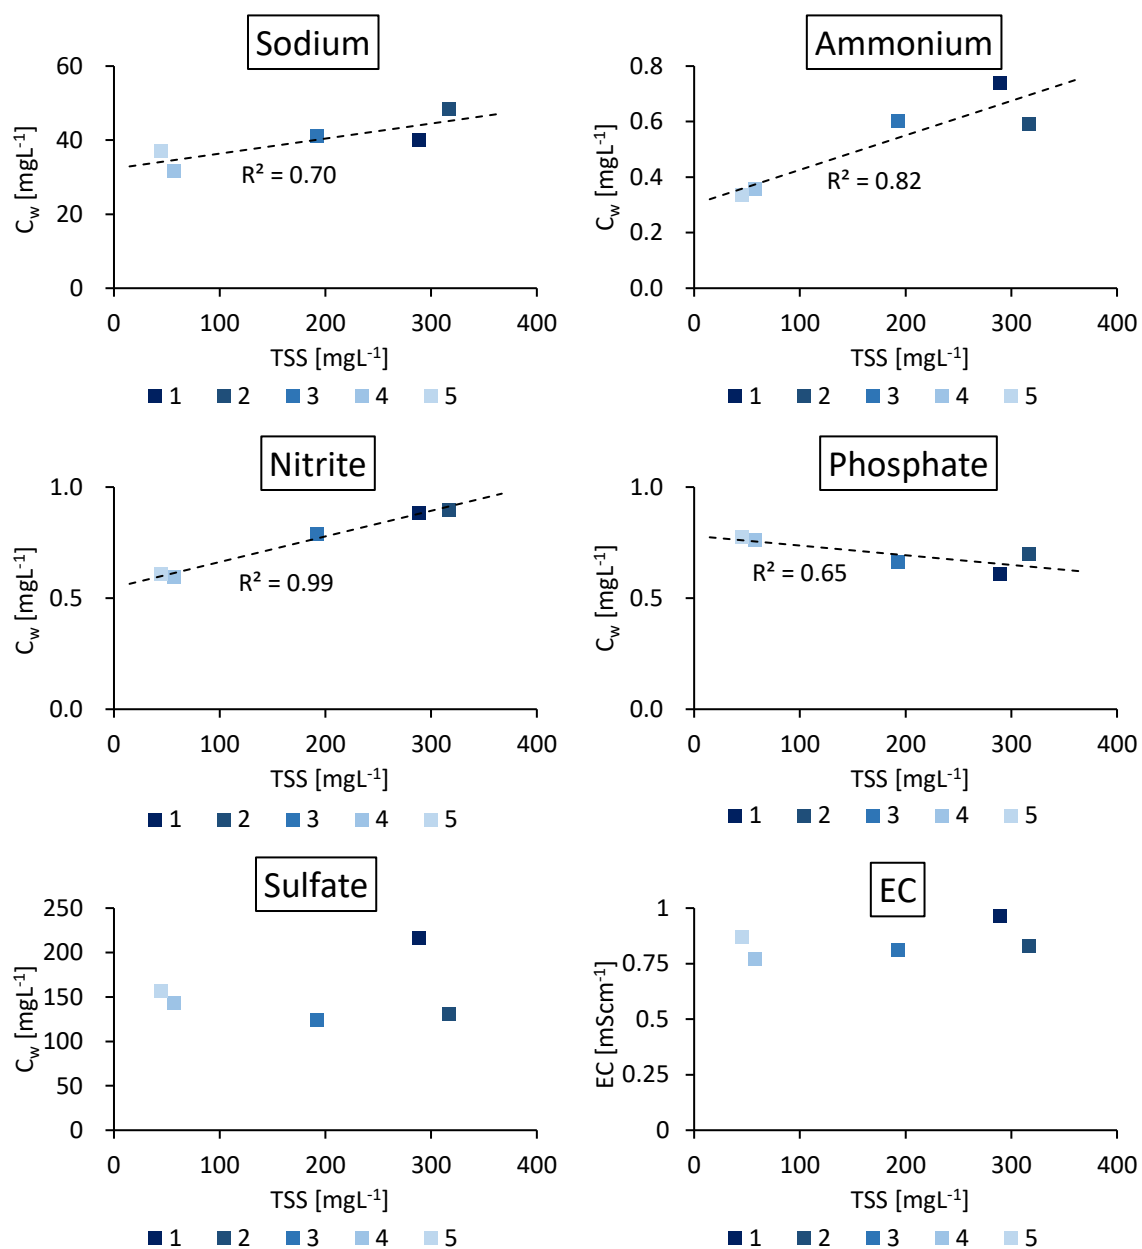 Sodium
60
40
20
0
C_w [mgL⁻¹]
R² = 0.70
0 100 200 300 400
TSS [mgL⁻¹]
1 2 3 4 5
Ammonium
0.8
0.6
0.4
0.2
0.0
C_w [mgL⁻¹]
R² = 0.82
0 100 200 300 400
TSS [mgL⁻¹]
1 2 3 4 5
Nitrite
1.0
0.5
0.0
C_w [mgL⁻¹]
R² = 0.99
0 100 200 300 400
TSS [mgL⁻¹]
1 2 3 4 5
Phosphate
1.0
0.5
0.0
C_w [mgL⁻¹]
R² = 0.65
0 100 200 300 400
TSS [mgL⁻¹]
1 2 3 4 5
Sulfate
250
200
150
100
50
0
C_w [mgL⁻¹]
0 100 200 300 400
TSS [mgL⁻¹]
1 2 3 4 5
EC
1
0.75
0.5
0.25
0
EC [mScm⁻¹]
0 100 200 300 400
TSS [mgL⁻¹]
1 2 3 4 5